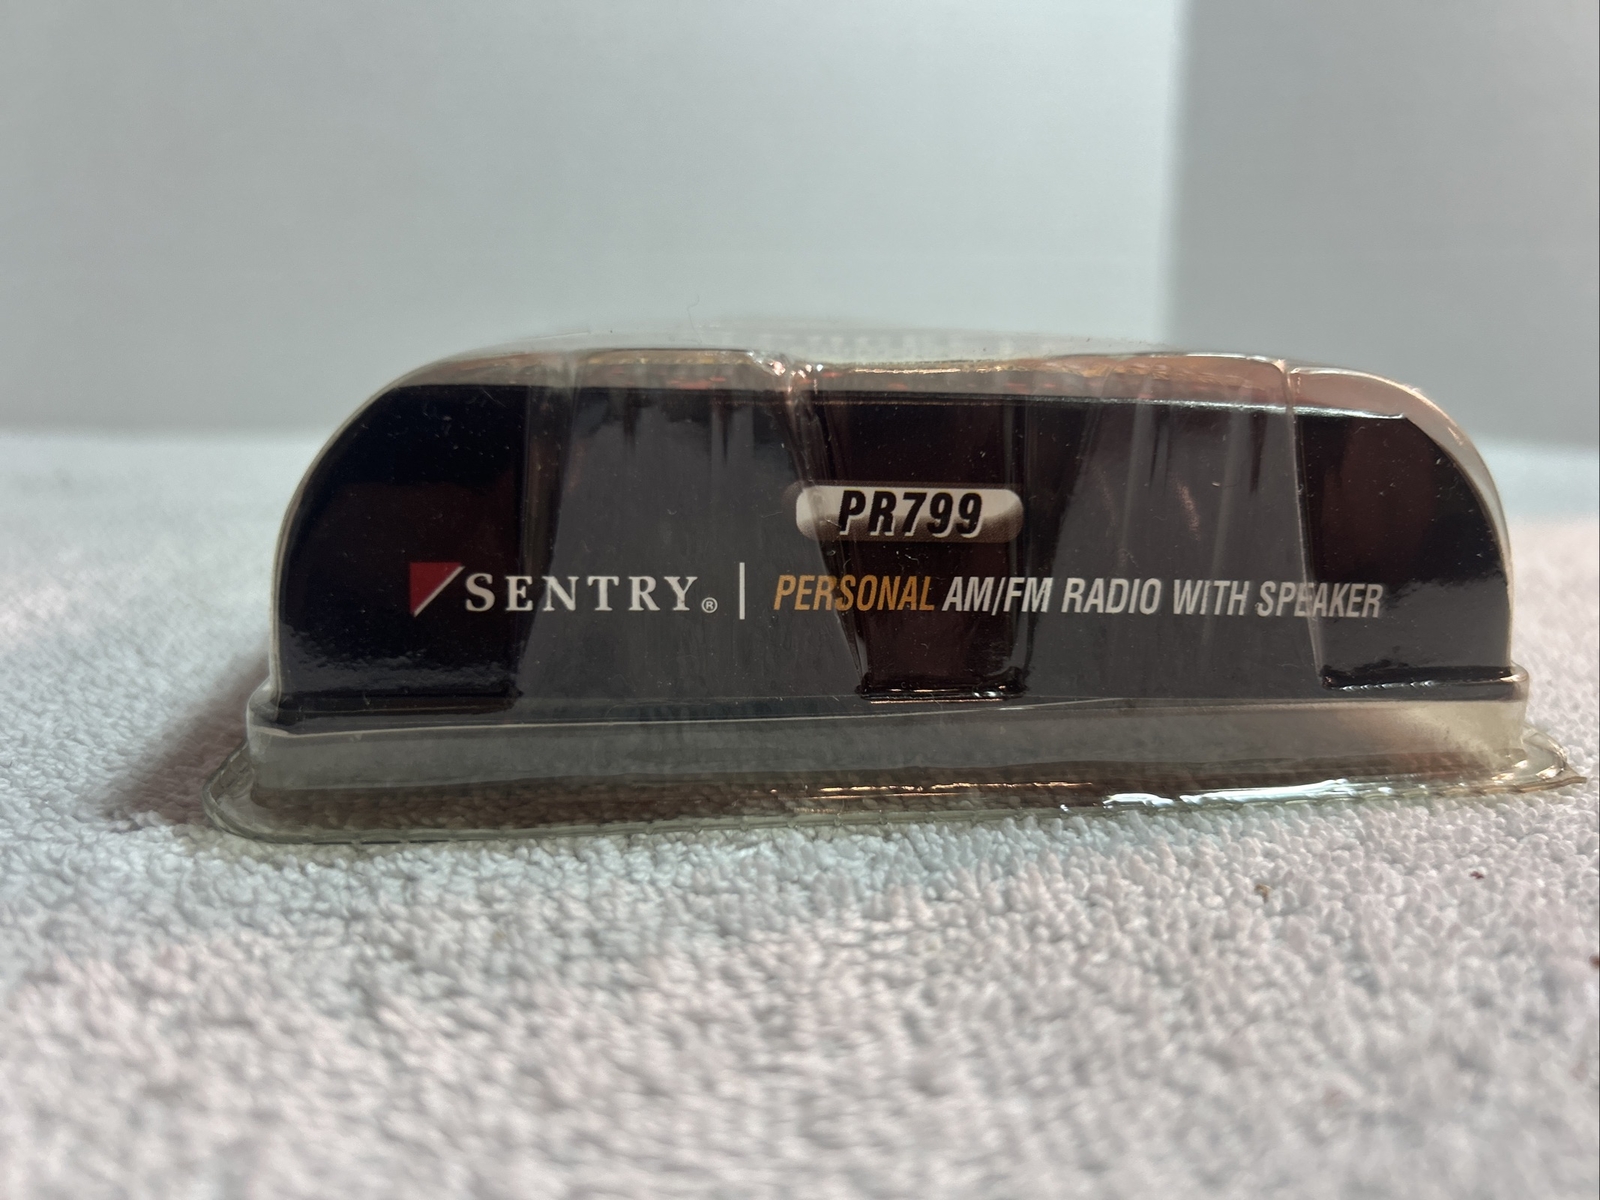 PR799
SENTRY® | PERSONAL AM/FM RADIO WITH SPEAKER